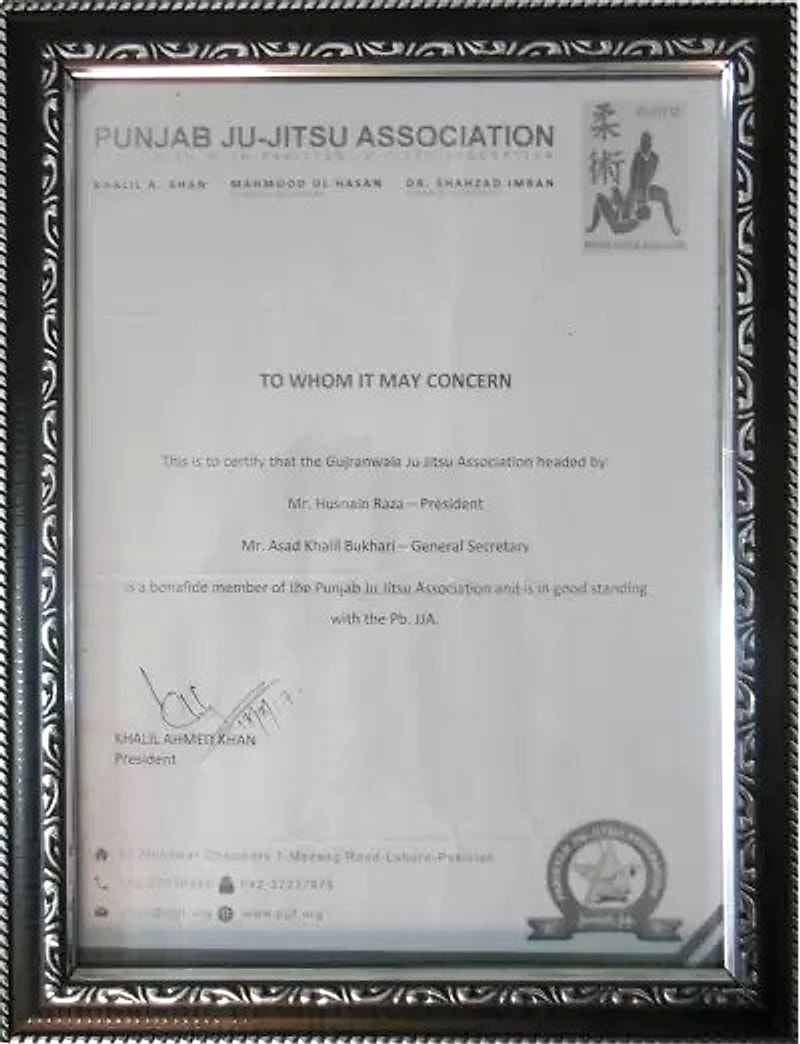 PUNJAB JU-JITSU ASSOCIATION
KHALIL A. KHAN MAHMOOD UL HASAN DR. SHAHZAD IMRAN
柔術
TO WHOM IT MAY CONCERN
This is to certify that the Gujranwala Ju Jitsu Association headed by:
Mr. Husnain Raza – President
Mr. Asad Khalil Bukhari – General Secretary
is a bonafide member of the Punjab Ju Jitsu Association and is in good standing
with the Pb. JJA.
KHALIL AHMED KHAN
President
Road-Lahore-Pakistan